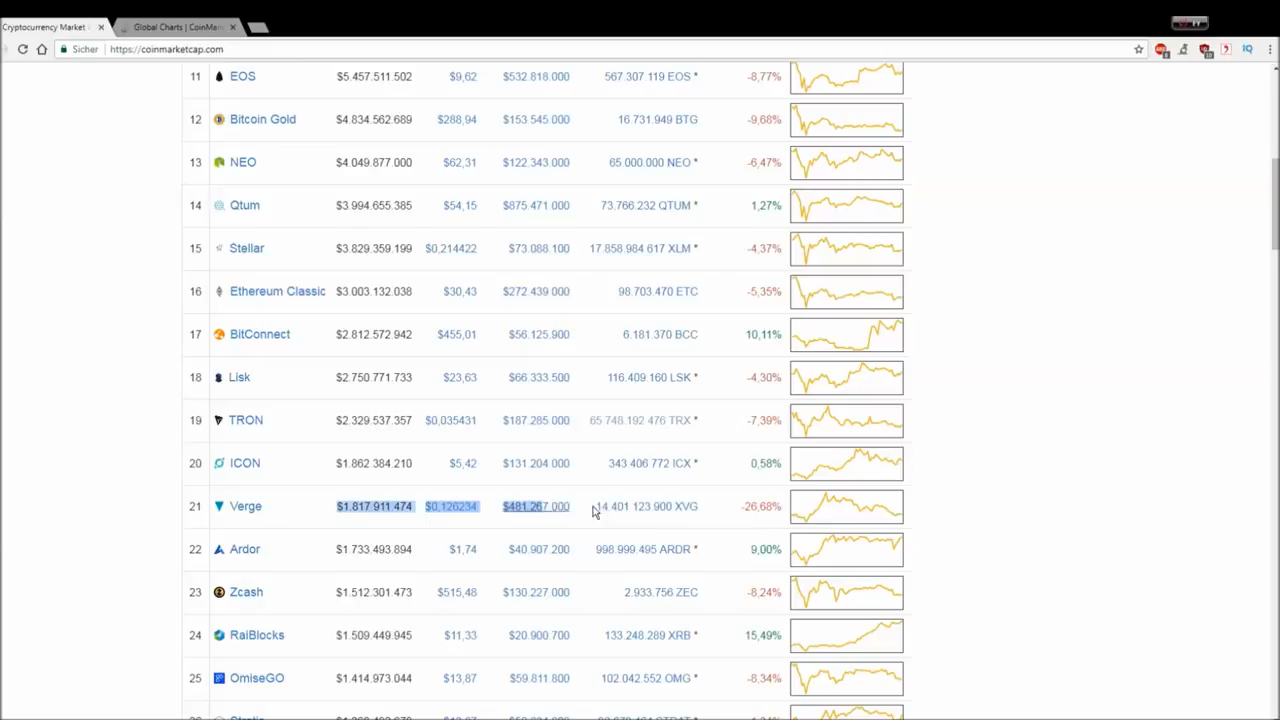 Cryptocurrency Market
Global Charts | CoinMar
Sicher https://coinmarketcap.com
11 EOS $5.457.511.502 $9,62 $532.818.000 567.307 119 EOS * -8,77%
12 Bitcoin Gold $4.834.562.689 $288,94 $153.545.000 16.731.949 BTG -9,68%
13 NEO $4.049.877.000 $62,31 $122.343.000 65.000.000 NEO * -6,47%
14 Qtum $3.994.655.385 $54,15 $875.471.000 73.766.232 QTUM * 1,27%
15 Stellar $3.829.359.199 $0,214422 $73.088.100 17.858.984 617 XLM * -4,37%
16 Ethereum Classic $3.003.132.038 $30,43 $272.439.000 98.703.470 ETC -5,35%
17 BitConnect $2.812.572.942 $455,01 $56.125.900 6.181.370 BCC 10,11%
18 Lisk $2.750.771.733 $23,63 $66.333.500 116.409.160 LSK * -4,30%
19 TRON $2.329.537.357 $0,035431 $187.285.000 65 748.192 476 TRX * -7,39%
20 ICON $1.862.384.210 $5,42 $131.204.000 343 406 772 ICX * 0,58%
21 Verge $1.817 911 474 $0,126234 $481.267.000 14 401 123 900 XVG -26,68%
22 Ardor $1.733.493.894 $1,74 $40.907.200 998.999 495 ARDR * 9,00%
23 Zcash $1.512.301.473 $515,48 $130.227.000 2.933.756 ZEC -8,24%
24 RaiBlocks $1.509.449.945 $11,33 $20.900.700 133.248.289 XRB * 15,49%
25 OmiseGO $1.414.973.044 $13,87 $59.811.800 102.042.552 OMG * -8,34%